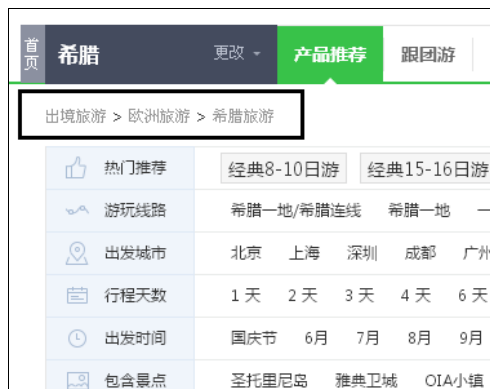 首页 希腊 更改 产品推荐 跟团游
出境旅游 > 欧洲旅游 > 希腊旅游
热门推荐 经典8-10日游 经典15-16日游
游玩线路 希腊一地/希腊连线 希腊一地 一
出发城市 北京 上海 深圳 成都 广州
行程天数 1天 2天 3天 4天 6天
出发时间 国庆节 6月 7月 8月 9月
包含景点 圣托里尼岛 雅典卫城 OIA小镇